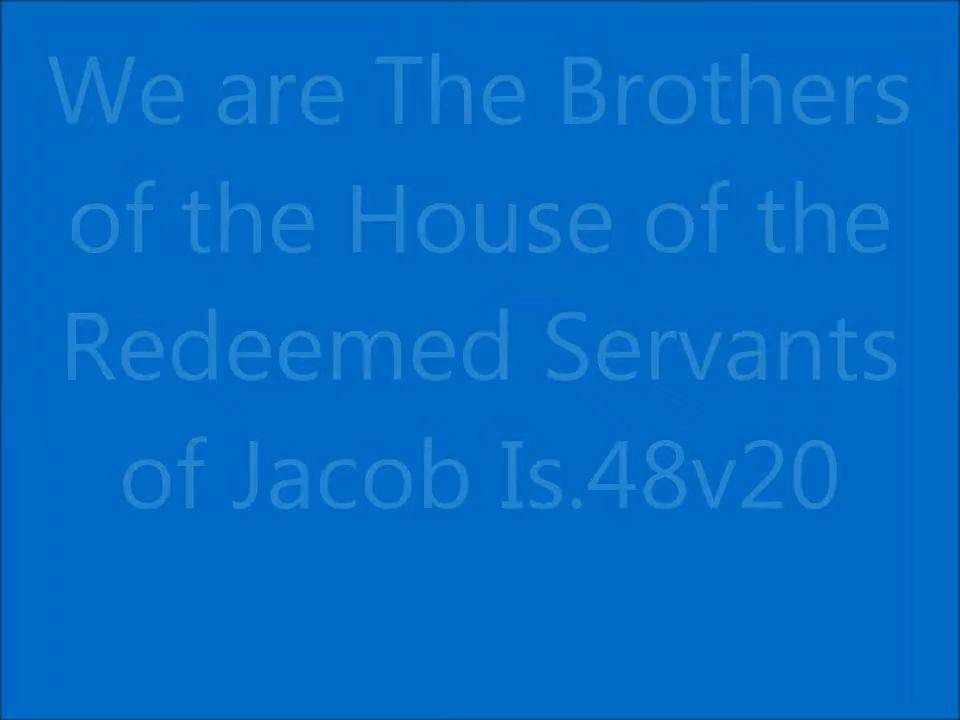 We are The Brothers
of the House of the
Redeemed Servants
of Jacob Is.48v20